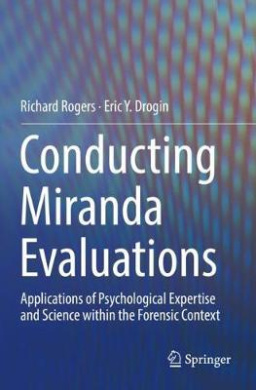 Richard Rogers · Eric Y. Drogin
Conducting
Miranda
Evaluations
Applications of Psychological Expertise
and Science within the Forensic Context
Springer